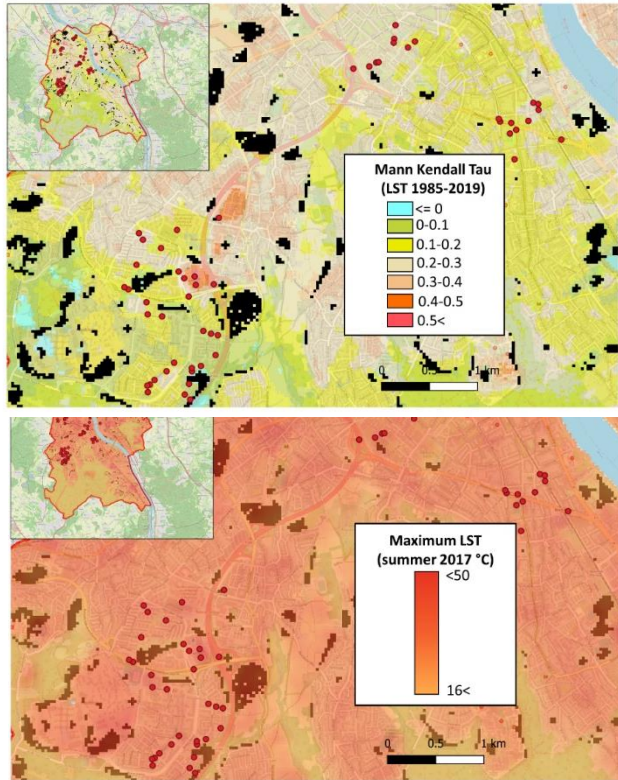 Mann Kendall Tau
(LST 1985-2019)
<= 0
0-0.1
0.1-0.2
0.2-0.3
0.3-0.4
0.4-0.5
0.5<
0 0.5 1 km
Maximum LST
(summer 2017 °C)
<50
16<
0 0.5 1 km